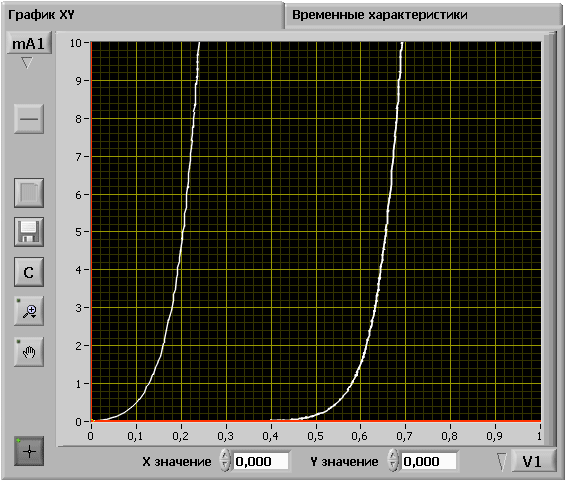 График XY
Временные характеристики
mA1
10
9
8
7
6
5
4
3
2
1
0
0 0,1 0,2 0,3 0,4 0,5 0,6 0,7 0,8 0,9 1
C
X значение 0,000 Y значение 0,000 V1